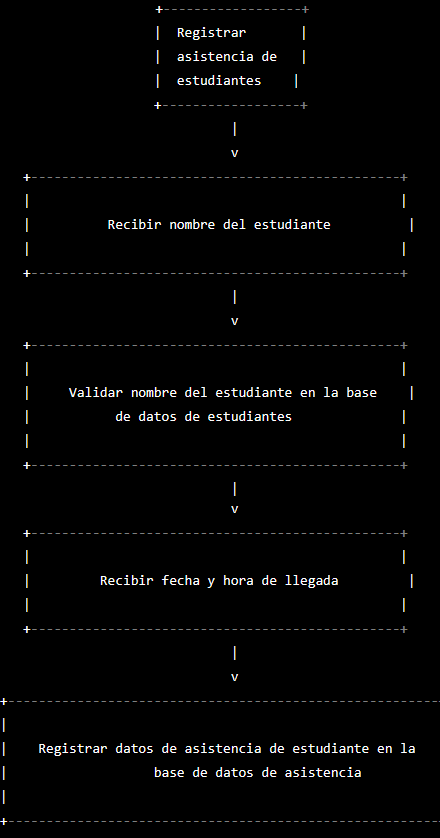 +------------------+
| Registrar |
| asistencia de |
| estudiantes |
+------------------+
|
v
+-----------------------------------------------+
| |
| Recibir nombre del estudiante |
| |
+-----------------------------------------------+
|
v
+-----------------------------------------------+
| |
| Validar nombre del estudiante en la base |
| de datos de estudiantes |
| |
+-----------------------------------------------+
|
v
+-----------------------------------------------+
| |
| Recibir fecha y hora de llegada |
| |
+-----------------------------------------------+
|
v
+-------------------------------------------------------
|
| Registrar datos de asistencia de estudiante en la
| base de datos de asistencia
|
+-------------------------------------------------------